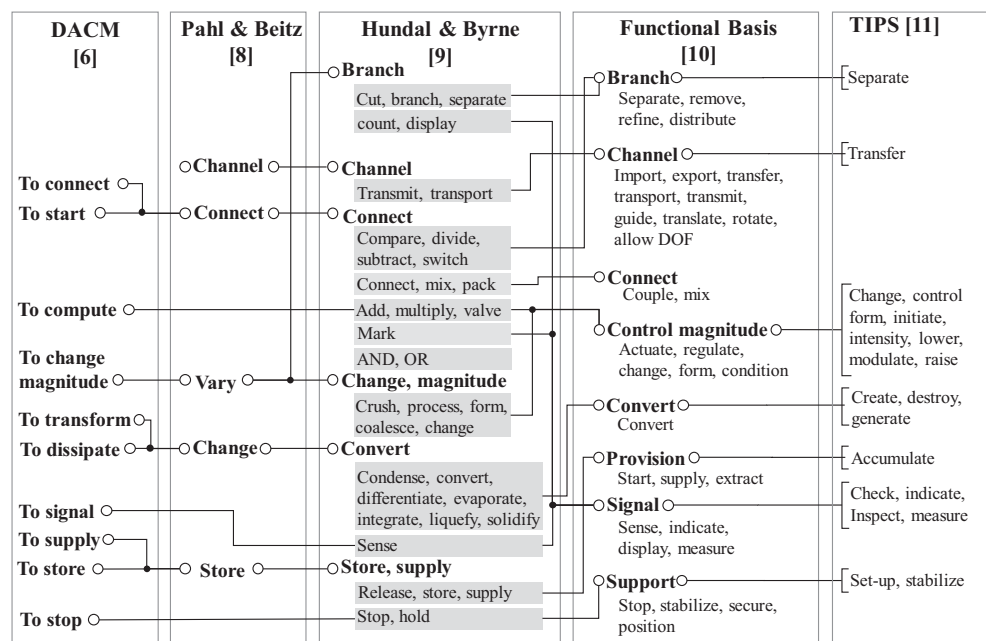 DACM
[6]
To connect
To start
To compute
To change
magnitude
To transform
To dissipate
To signal
To supply
To store
To stop
Pahl & Beitz
[8]
Channel
Connect
Vary
Change
Store
Hundal & Byrne
[9]
Branch
Cut, branch, separate
count, display
Channel
Transmit, transport
Connect
Compare, divide,
subtract, switch
Connect, mix, pack
Add, multiply, valve
Mark
AND, OR
Change, magnitude
Crush, process, form,
coalesce, change
Convert
Condense, convert,
differentiate, evaporate,
integrate, liquefy, solidify
Sense
Store, supply
Release, store, supply
Stop, hold
Functional Basis
[10]
Branch
Separate, remove,
refine, distribute
Channel
Import, export, transfer,
transport, transmit,
guide, translate, rotate,
allow DOF
Connect
Couple, mix
Control magnitude
Actuate, regulate,
change, form, condition
Convert
Convert
Provision
Start, supply, extract
Signal
Sense, indicate,
display, measure
Support
Stop, stabilize, secure,
position
TIPS [11]
Separate
Transfer
Change, control
form, initiate,
intensity, lower,
modulate, raise
Create, destroy,
generate
Accumulate
Check, indicate,
Inspect, measure
Set-up, stabilize